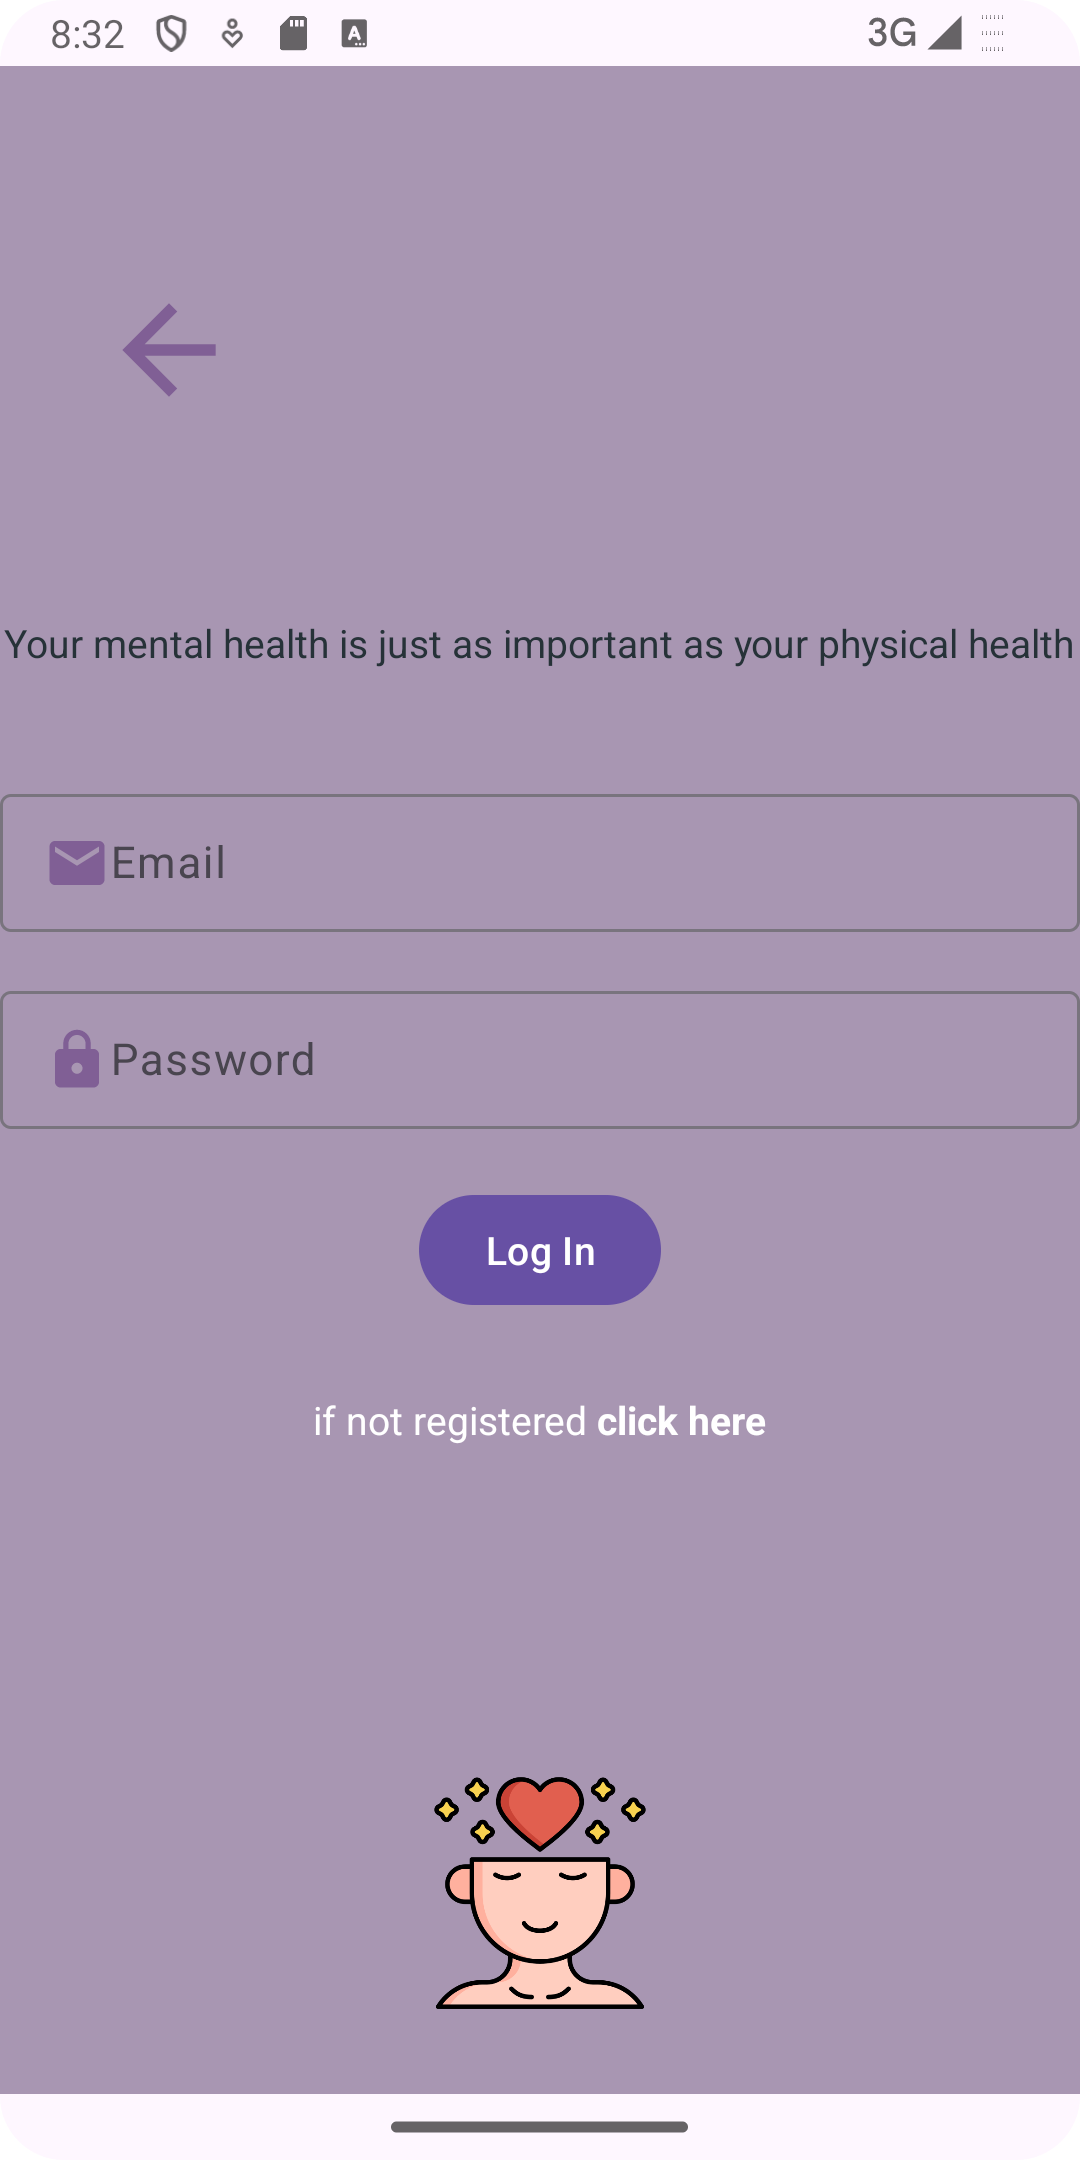 8:32 A 3G
Your mental health is just as important as your physical health
Email
Password
Log In
if not registered click here